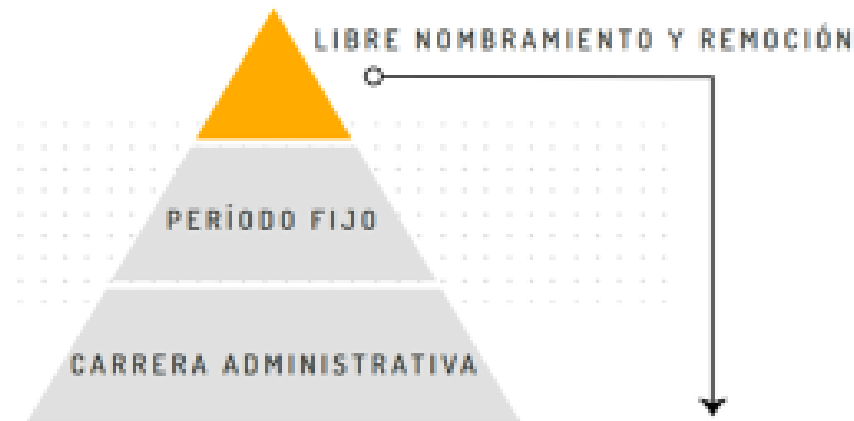 LIBRE NOMBRAMIENTO Y REMOCIÓN
PERÍODO FIJO
CARRERA ADMINISTRATIVA